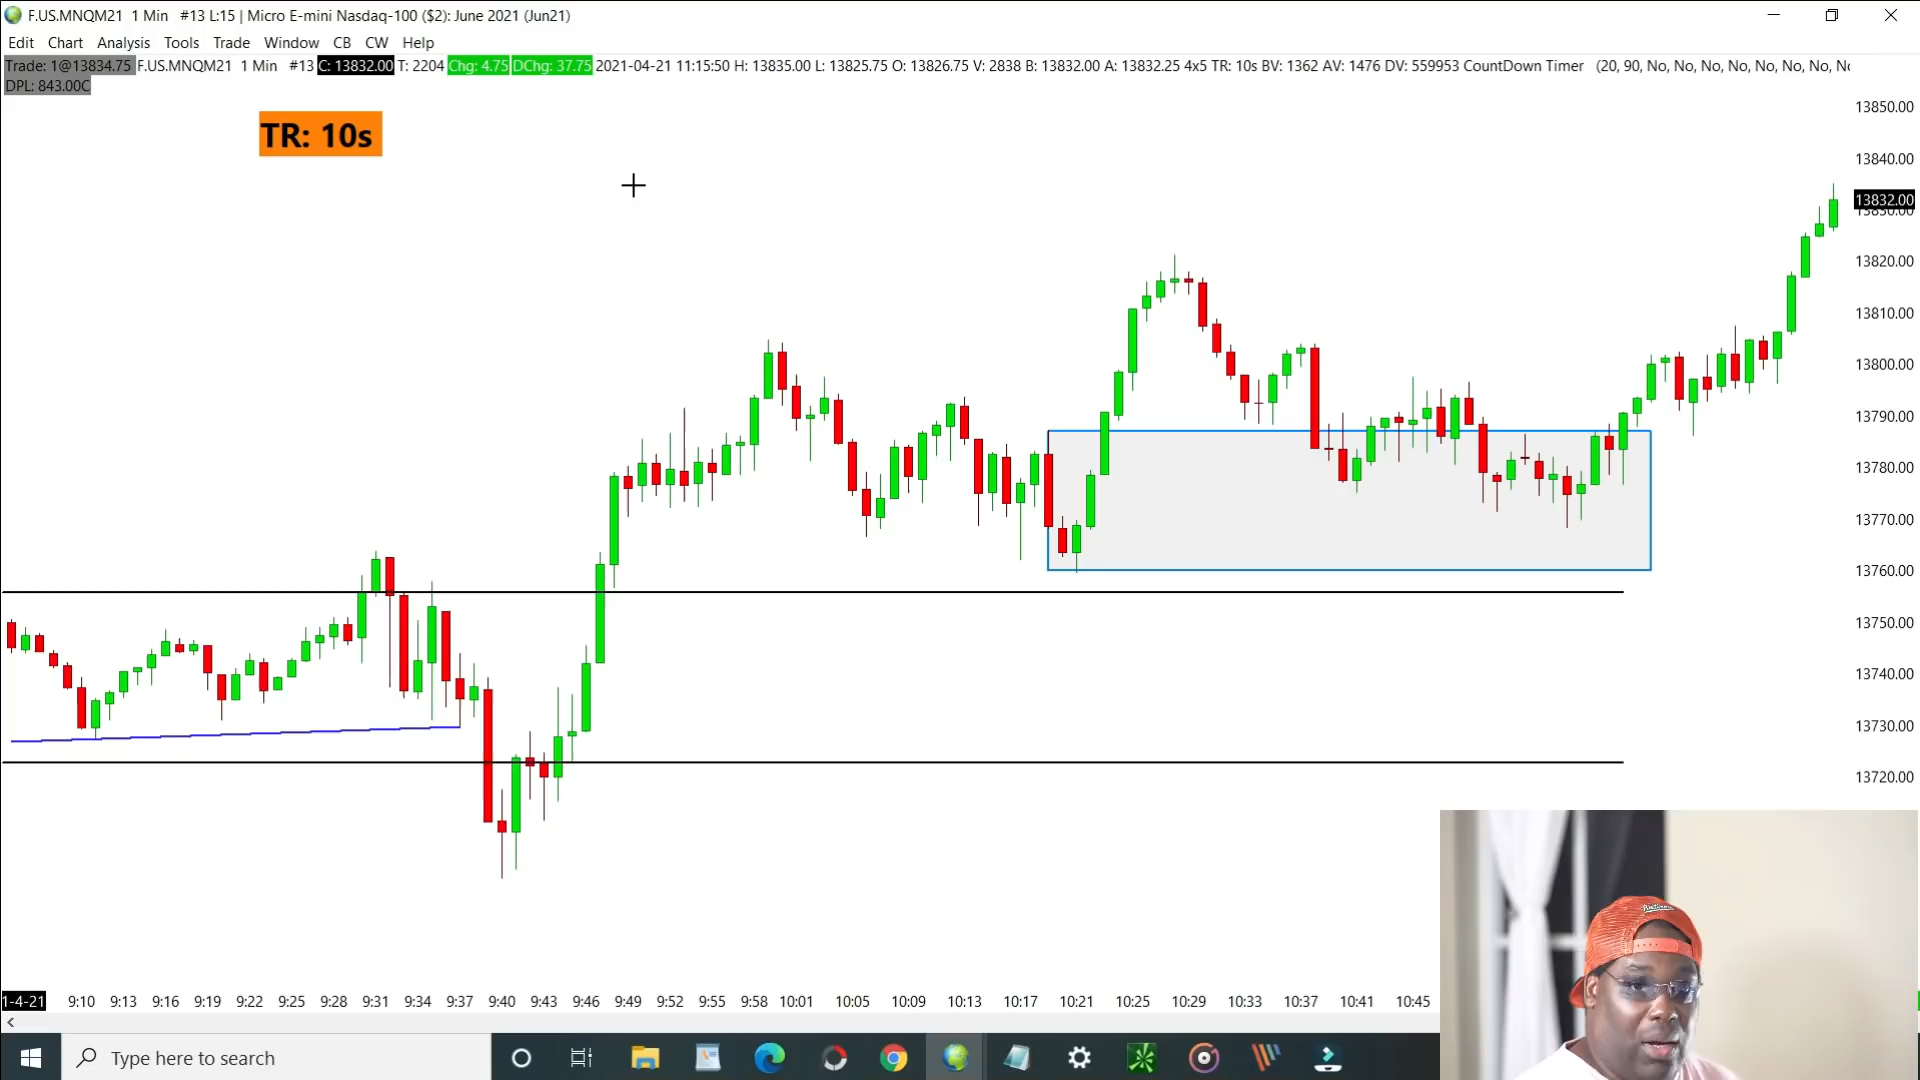 F.US.MNQM21 1 Min #13 L:15 | Micro E-mini Nasdaq-100 ($2): June 2021 (Jun21)
Edit Chart Analysis Tools Trade Window CB CW Help
Trade: 1@13834.75 F.US.MNQM21 1 Min #13 C: 13832.00 T: 2204 Chg: 4.75 DChg: 37.75 2021-04-21 11:15:50 H: 13835.00 L: 13825.75 O: 13826.75 V: 2838 B: 13832.00 A: 13832.25 4x5 TR: 10s BV: 1362 AV: 1476 DV: 559953 CountDown Timer (20, 90, No, No, No, No, No, No, No, No
DPL: 843.00C
TR: 10s
13850.00
13840.00
13832.00
13820.00
13810.00
13800.00
13790.00
13780.00
13770.00
13760.00
13750.00
13740.00
13730.00
13720.00
1-4-21 9:10 9:13 9:16 9:19 9:22 9:25 9:28 9:31 9:34 9:37 9:40 9:43 9:46 9:49 9:52 9:55 9:58 10:01 10:05 10:09 10:13 10:17 10:21 10:25 10:29 10:33 10:37 10:41 10:45
Type here to search